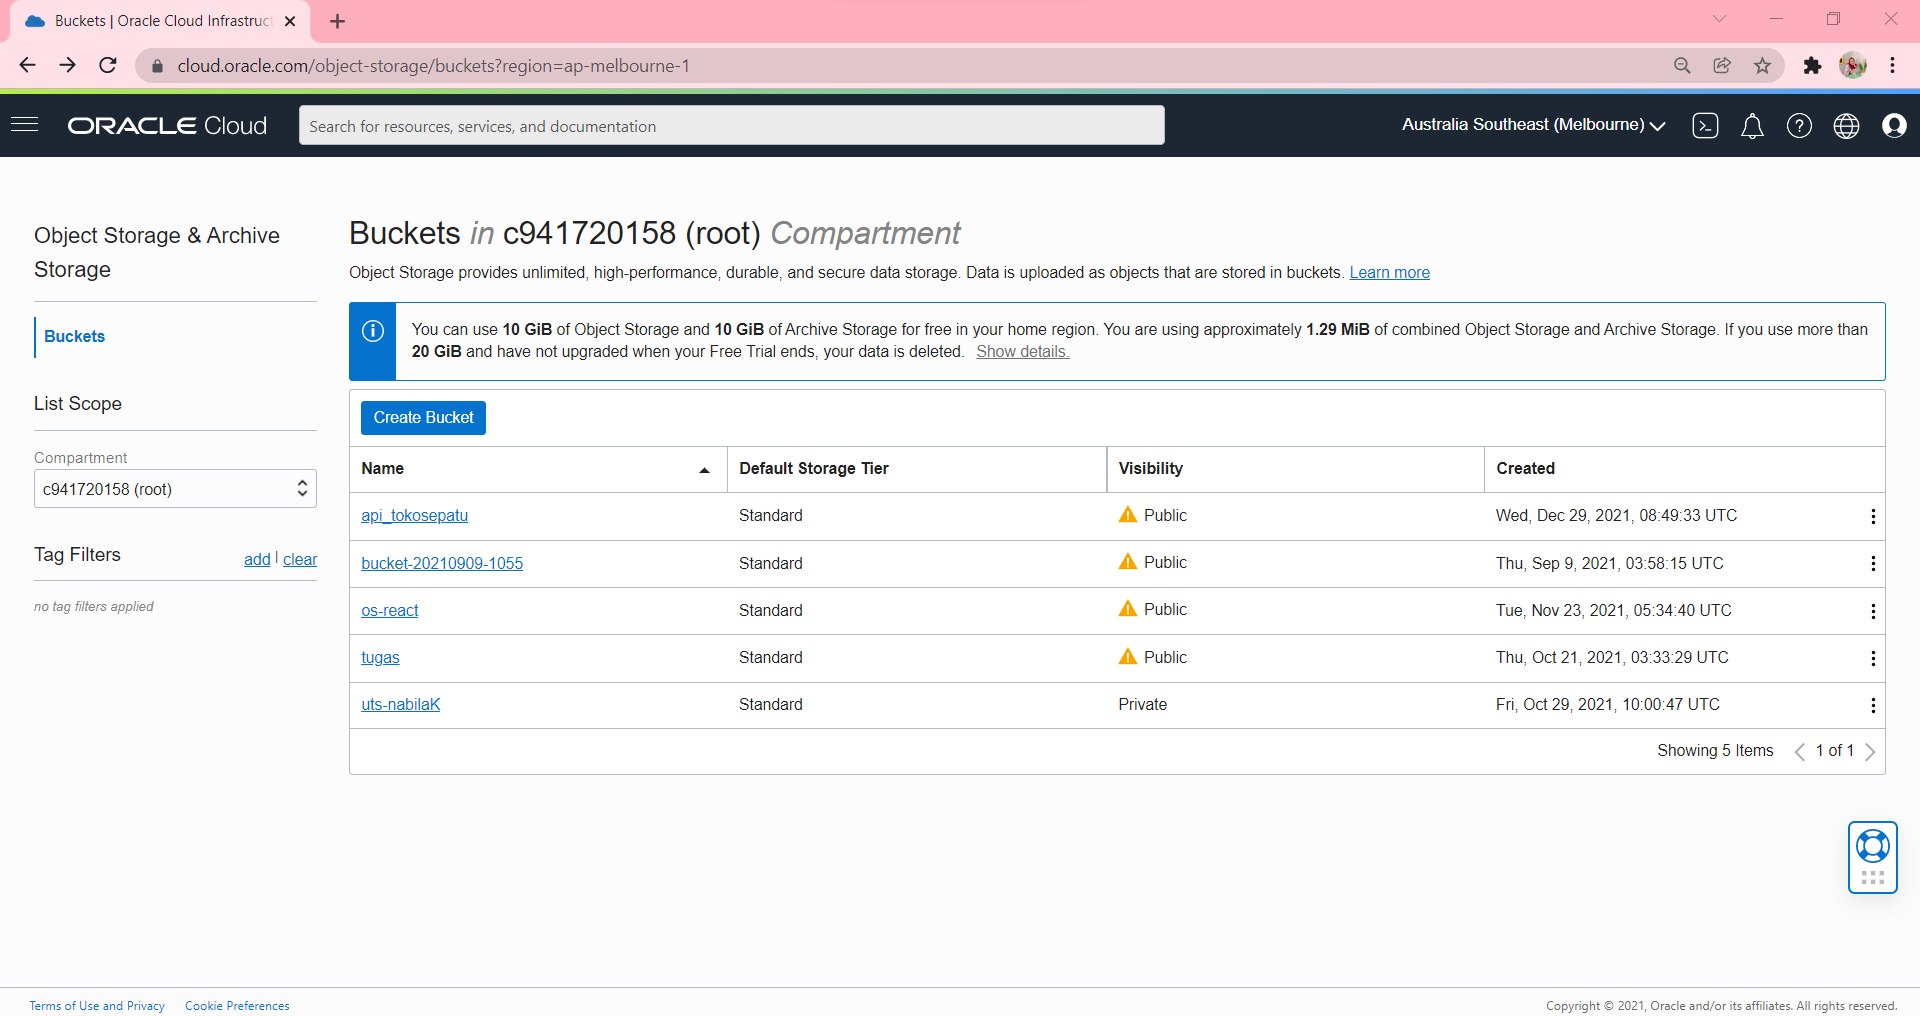 Buckets | Oracle Cloud Infrastruct
cloud.oracle.com/object-storage/buckets?region=ap-melbourne-1
ORACLE Cloud
Search for resources, services, and documentation
Australia Southeast (Melbourne)
Object Storage & Archive
Storage
Buckets
List Scope
Compartment
c941720158 (root)
Tag Filters
add | clear
no tag filters applied
Buckets in c941720158 (root) Compartment
Object Storage provides unlimited, high-performance, durable, and secure data storage. Data is uploaded as objects that are stored in buckets. Learn more
You can use 10 GiB of Object Storage and 10 GiB of Archive Storage for free in your home region. You are using approximately 1.29 MiB of combined Object Storage and Archive Storage. If you use more than
20 GiB and have not upgraded when your Free Trial ends, your data is deleted. Show details.
Create Bucket
Name Default Storage Tier Visibility Created
api_tokosepatu Standard Public Wed, Dec 29, 2021, 08:49:33 UTC
bucket-20210909-1055 Standard Public Thu, Sep 9, 2021, 03:58:15 UTC
os-react Standard Public Tue, Nov 23, 2021, 05:34:40 UTC
tugas Standard Public Thu, Oct 21, 2021, 03:33:29 UTC
uts-nabilaK Standard Private Fri, Oct 29, 2021, 10:00:47 UTC
Showing 5 Items 1 of 1
Terms of Use and Privacy Cookie Preferences
Copyright © 2021, Oracle and/or its affiliates. All rights reserved.